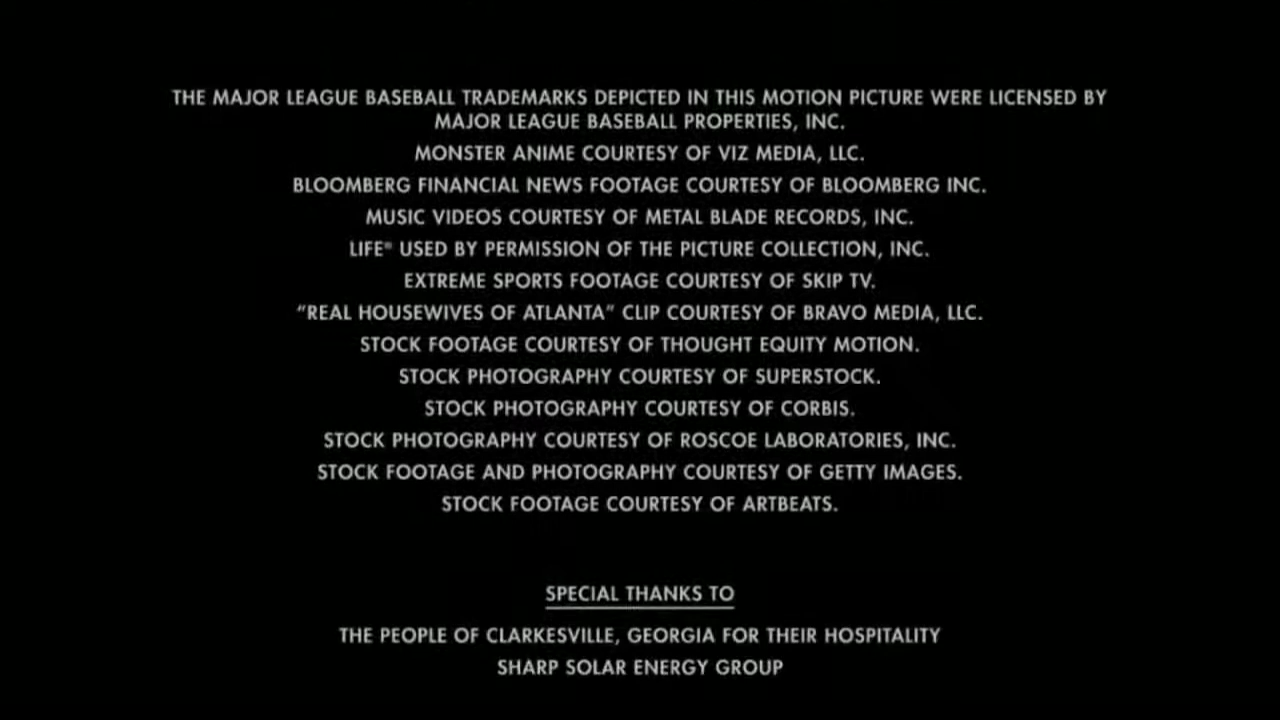 THE MAJOR LEAGUE BASEBALL TRADEMARKS DEPICTED IN THIS MOTION PICTURE WERE LICENSED BY
MAJOR LEAGUE BASEBALL PROPERTIES, INC.
MONSTER ANIME COURTESY OF VIZ MEDIA, LLC.
BLOOMBERG FINANCIAL NEWS FOOTAGE COURTESY OF BLOOMBERG INC.
MUSIC VIDEOS COURTESY OF METAL BLADE RECORDS, INC.
LIFE® USED BY PERMISSION OF THE PICTURE COLLECTION, INC.
EXTREME SPORTS FOOTAGE COURTESY OF SKIP TV.
“REAL HOUSEWIVES OF ATLANTA” CLIP COURTESY OF BRAVO MEDIA, LLC.
STOCK FOOTAGE COURTESY OF THOUGHT EQUITY MOTION.
STOCK PHOTOGRAPHY COURTESY OF SUPERSTOCK.
STOCK PHOTOGRAPHY COURTESY OF CORBIS.
STOCK PHOTOGRAPHY COURTESY OF ROSCOE LABORATORIES, INC.
STOCK FOOTAGE AND PHOTOGRAPHY COURTESY OF GETTY IMAGES.
STOCK FOOTAGE COURTESY OF ARTBEATS.
SPECIAL THANKS TO
THE PEOPLE OF CLARKESVILLE, GEORGIA FOR THEIR HOSPITALITY
SHARP SOLAR ENERGY GROUP